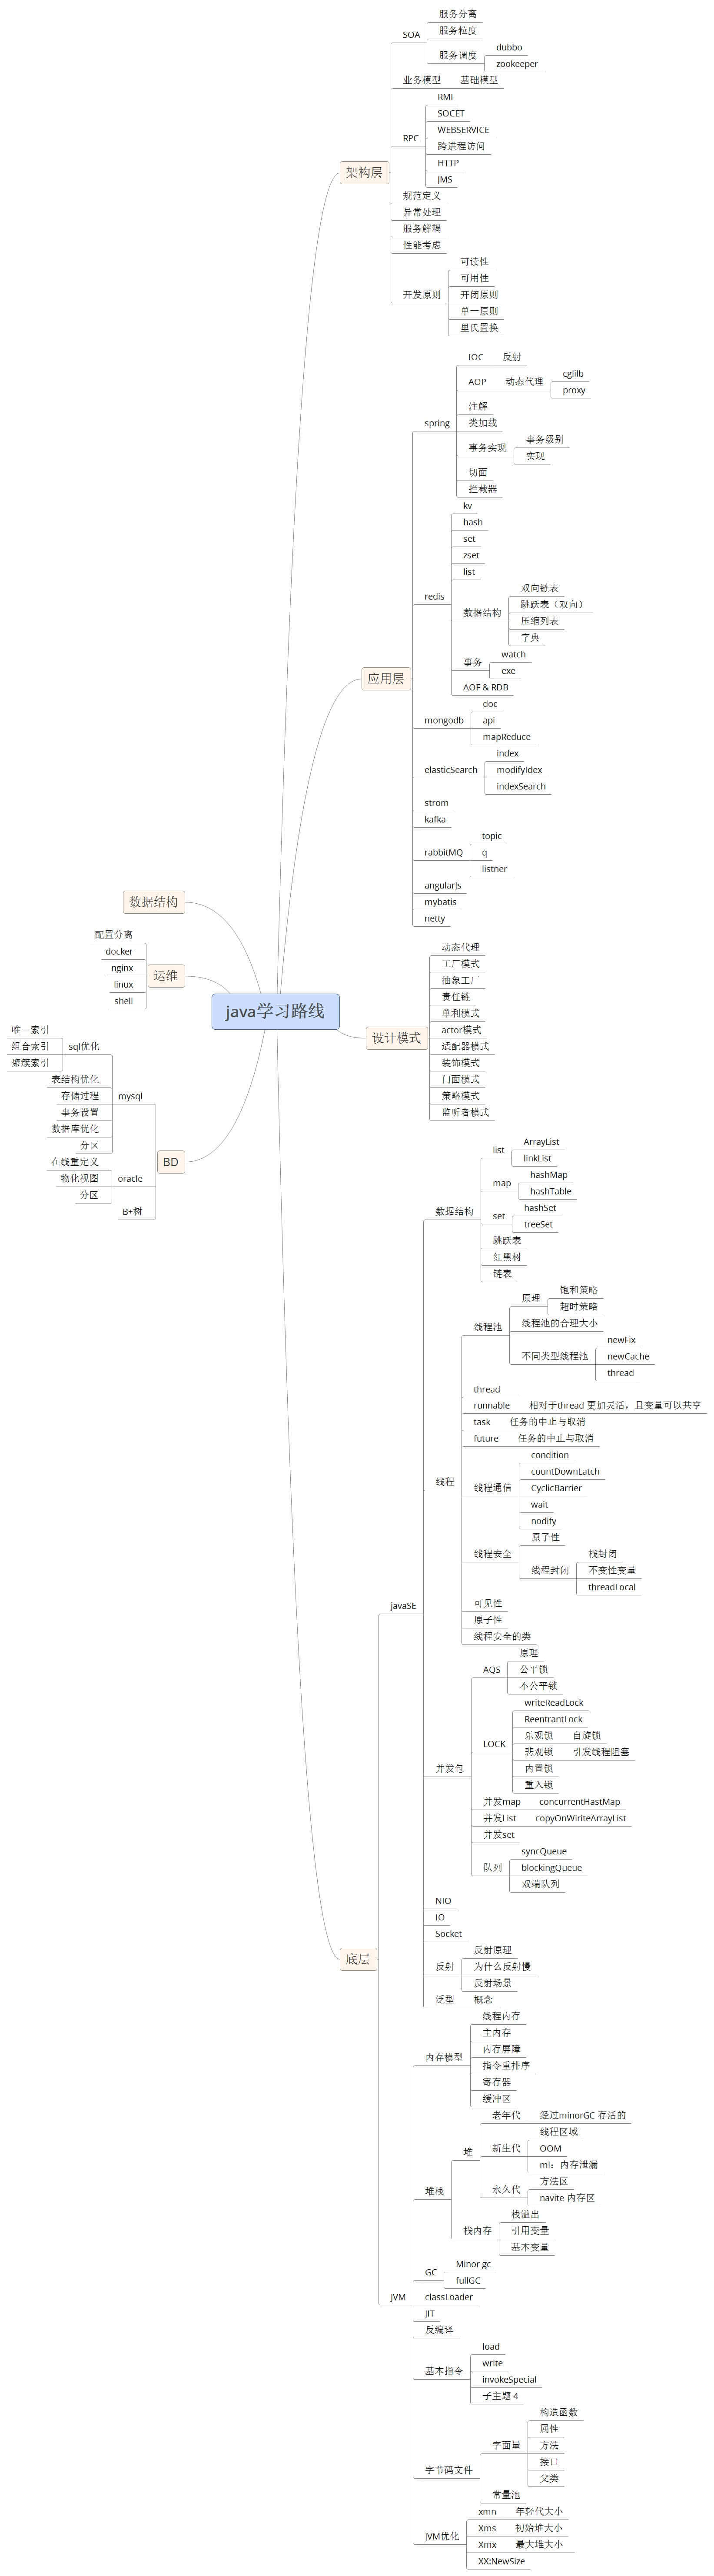 java学习路线
架构层
SOA
服务分离
服务粒度
服务调度
dubbo
zookeeper
业务模型
基础模型
RPC
RMI
SOCET
WEBSERVICE
跨进程访问
HTTP
JMS
规范定义
异常处理
服务解耦
性能考虑
开发原则
可读性
可用性
开闭原则
单一原则
里氏置换
应用层
spring
IOC
反射
AOP
动态代理
cglilb
proxy
注解
类加载
事务实现
事务级别
实现
切面
拦截器
redis
kv
hash
set
zset
list
数据结构
双向链表
跳跃表（双向）
压缩列表
字典
事务
watch
exe
AOF & RDB
mongodb
doc
api
mapReduce
elasticSearch
index
modifyIdex
indexSearch
strom
kafka
rabbitMQ
topic
q
listner
angularJs
mybatis
netty
设计模式
动态代理
工厂模式
抽象工厂
责任链
单利模式
actor模式
适配器模式
装饰模式
门面模式
策略模式
监听者模式
底层
javaSE
数据结构
list
ArrayList
linkList
map
hashMap
hashTable
set
hashSet
treeSet
跳跃表
红黑树
链表
线程
线程池
原理
饱和策略
超时策略
线程池的合理大小
不同类型线程池
newFix
newCache
thread
thread
runnable
相对于thread 更加灵活，且变量可以共享
task
任务的中止与取消
future
任务的中止与取消
线程通信
condition
countDownLatch
CyclicBarrier
wait
nodify
线程安全
原子性
线程封闭
栈封闭
不变性变量
threadLocal
可见性
原子性
线程安全的类
并发包
AQS
原理
公平锁
不公平锁
LOCK
writeReadLock
ReentrantLock
乐观锁
自旋锁
悲观锁
引发线程阻塞
内置锁
重入锁
并发map
concurrentHastMap
并发List
copyOnWiriteArrayList
并发set
队列
syncQueue
blockingQueue
双端队列
NIO
IO
Socket
反射
反射原理
为什么反射慢
反射场景
泛型
概念
JVM
内存模型
线程内存
主内存
内存屏障
指令重排序
寄存器
缓冲区
堆栈
堆
老年代
经过minorGC 存活的
新生代
线程区域
OOM
ml：内存泄漏
永久代
方法区
navite 内存区
栈内存
栈溢出
引用变量
基本变量
GC
Minor gc
fullGC
classLoader
JIT
反编译
基本指令
load
write
invokeSpecial
子主题 4
字节码文件
字面量
构造函数
属性
方法
接口
父类
常量池
JVM优化
xmn
年轻代大小
Xms
初始堆大小
Xmx
最大堆大小
XX:NewSize
数据结构
运维
配置分离
docker
nginx
linux
shell
BD
mysql
sql优化
唯一索引
组合索引
聚簇索引
表结构优化
存储过程
事务设置
数据库优化
分区
oracle
在线重定义
物化视图
分区
B+树